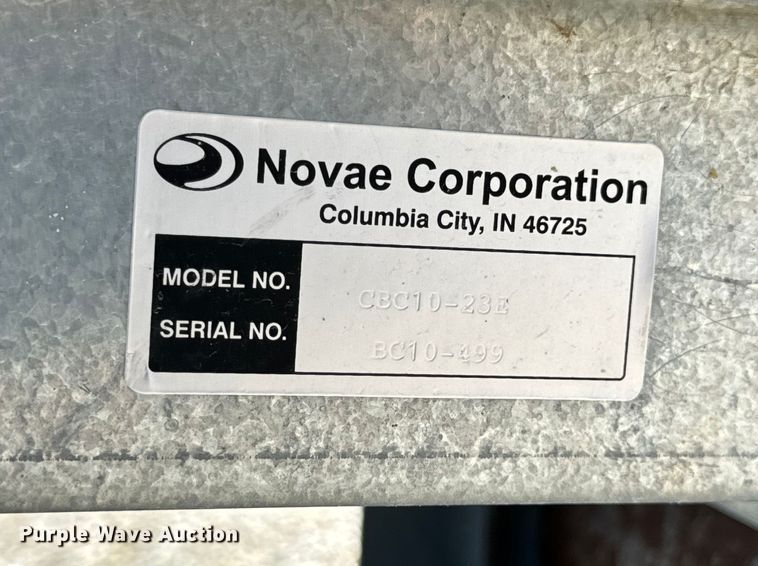 Novae Corporation
Columbia City, IN 46725
MODEL NO. CBC10-23E
SERIAL NO. BC10-499
Purple Wave Auction